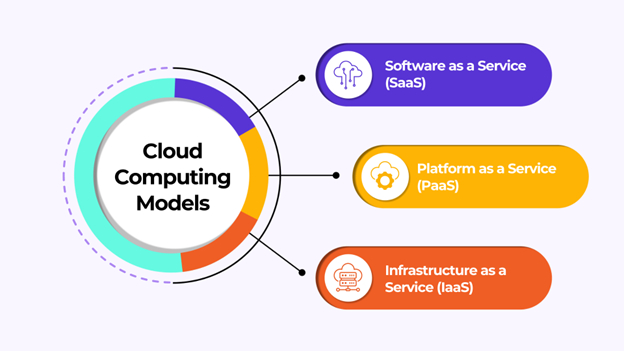 Cloud
Computing
Models
Software as a Service
(SaaS)
Platform as a Service
(PaaS)
Infrastructure as a
Service (IaaS)